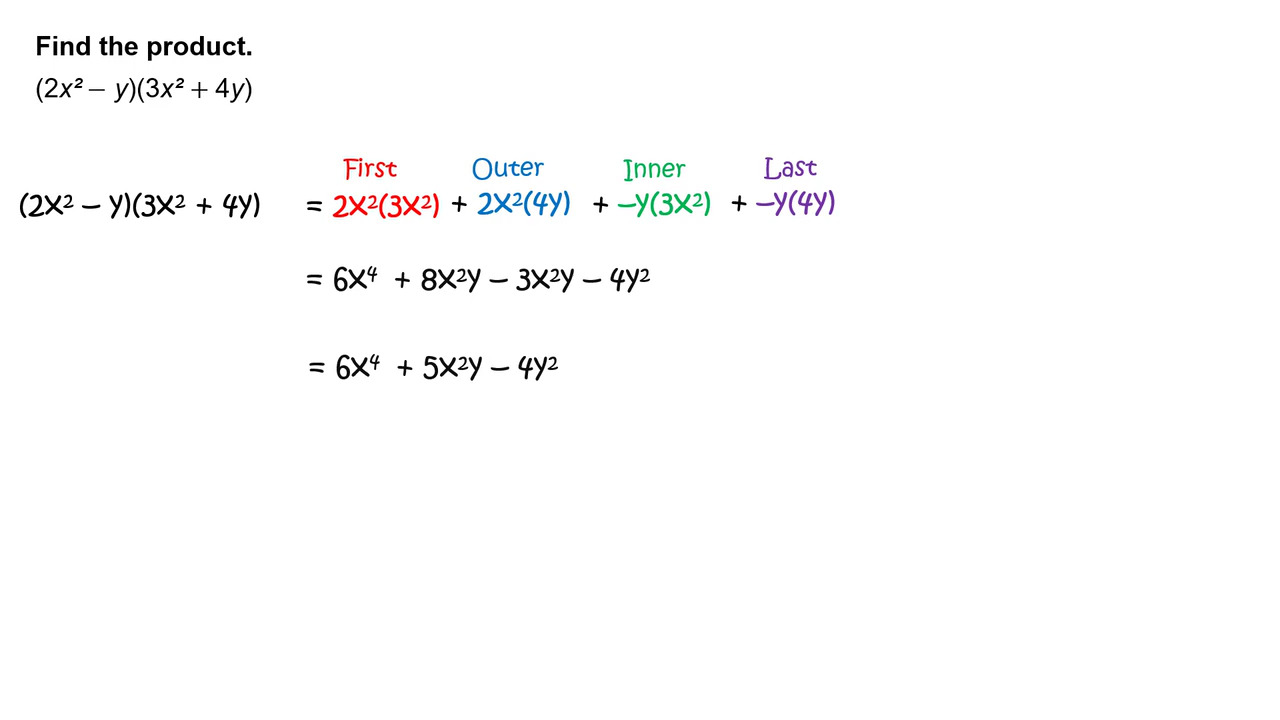 Find the product.
(2x² − y)(3x² + 4y)
First Outer Inner Last
(2x² − y)(3x² + 4y) = 2x²(3x²) + 2x²(4y) + −y(3x²) + −y(4y)
= 6x⁴ + 8x²y − 3x²y − 4y²
= 6x⁴ + 5x²y − 4y²